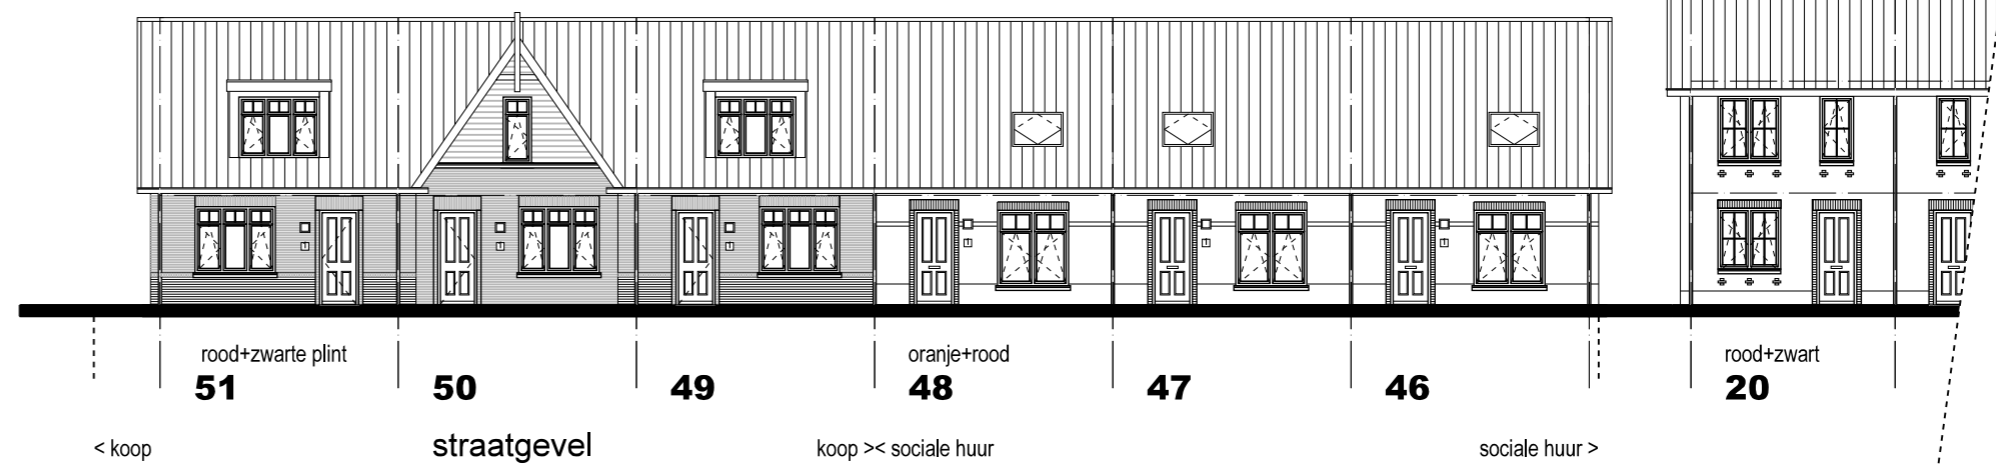 rood+zwarte plint oranje+rood rood+zwart
51 50 49 48 47 46 20
< koop straatgevel koop >< sociale huur sociale huur >